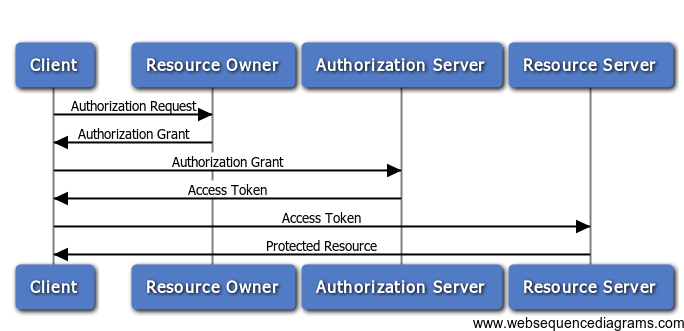 Client
Resource Owner
Authorization Server
Resource Server
Authorization Request
Authorization Grant
Authorization Grant
Access Token
Access Token
Protected Resource
Client
Resource Owner
Authorization Server
Resource Server
www.websequencediagrams.com